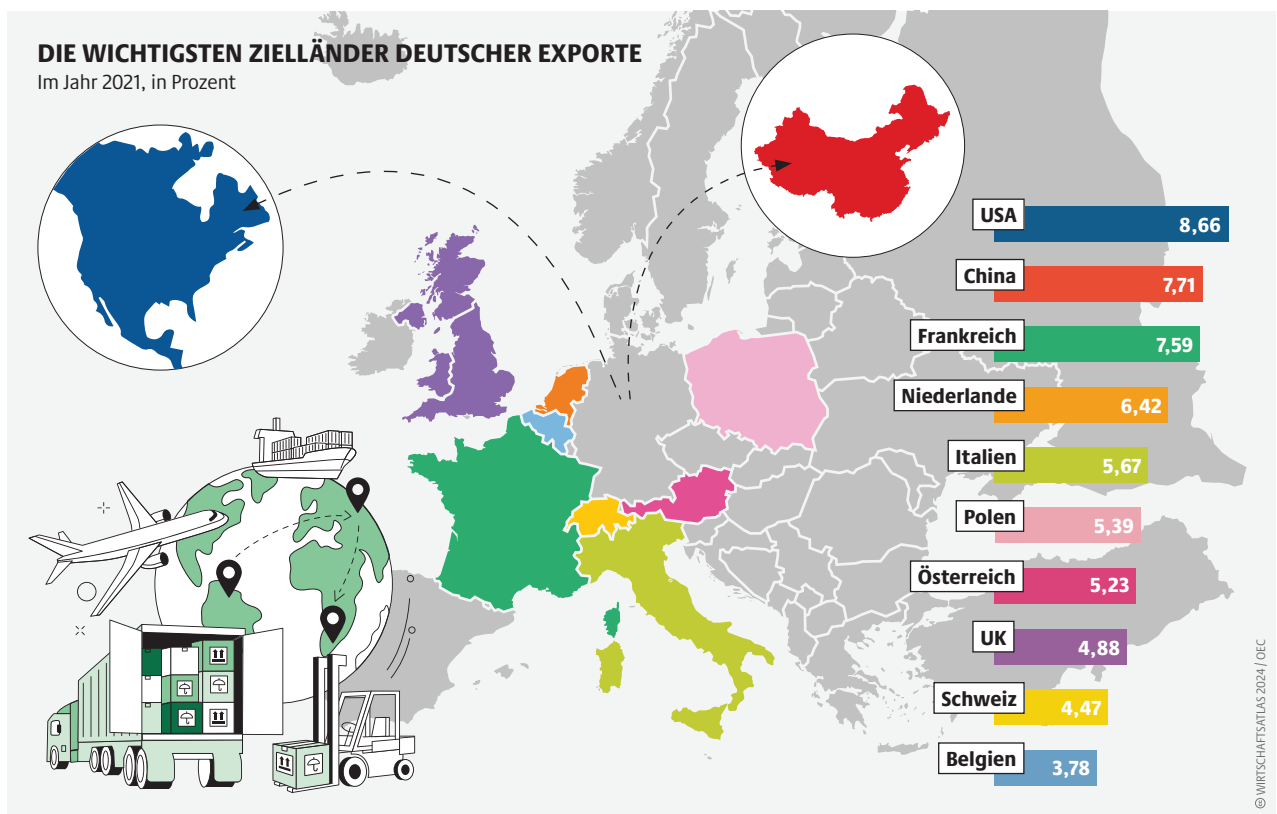 DIE WICHTIGSTEN ZIELLÄNDER DEUTSCHER EXPORTE
Im Jahr 2021, in Prozent
USA 8,66
China 7,71
Frankreich 7,59
Niederlande 6,42
Italien 5,67
Polen 5,39
Österreich 5,23
UK 4,88
Schweiz 4,47
Belgien 3,78
WIRTSCHAFTSATLAS 2024 / OEC